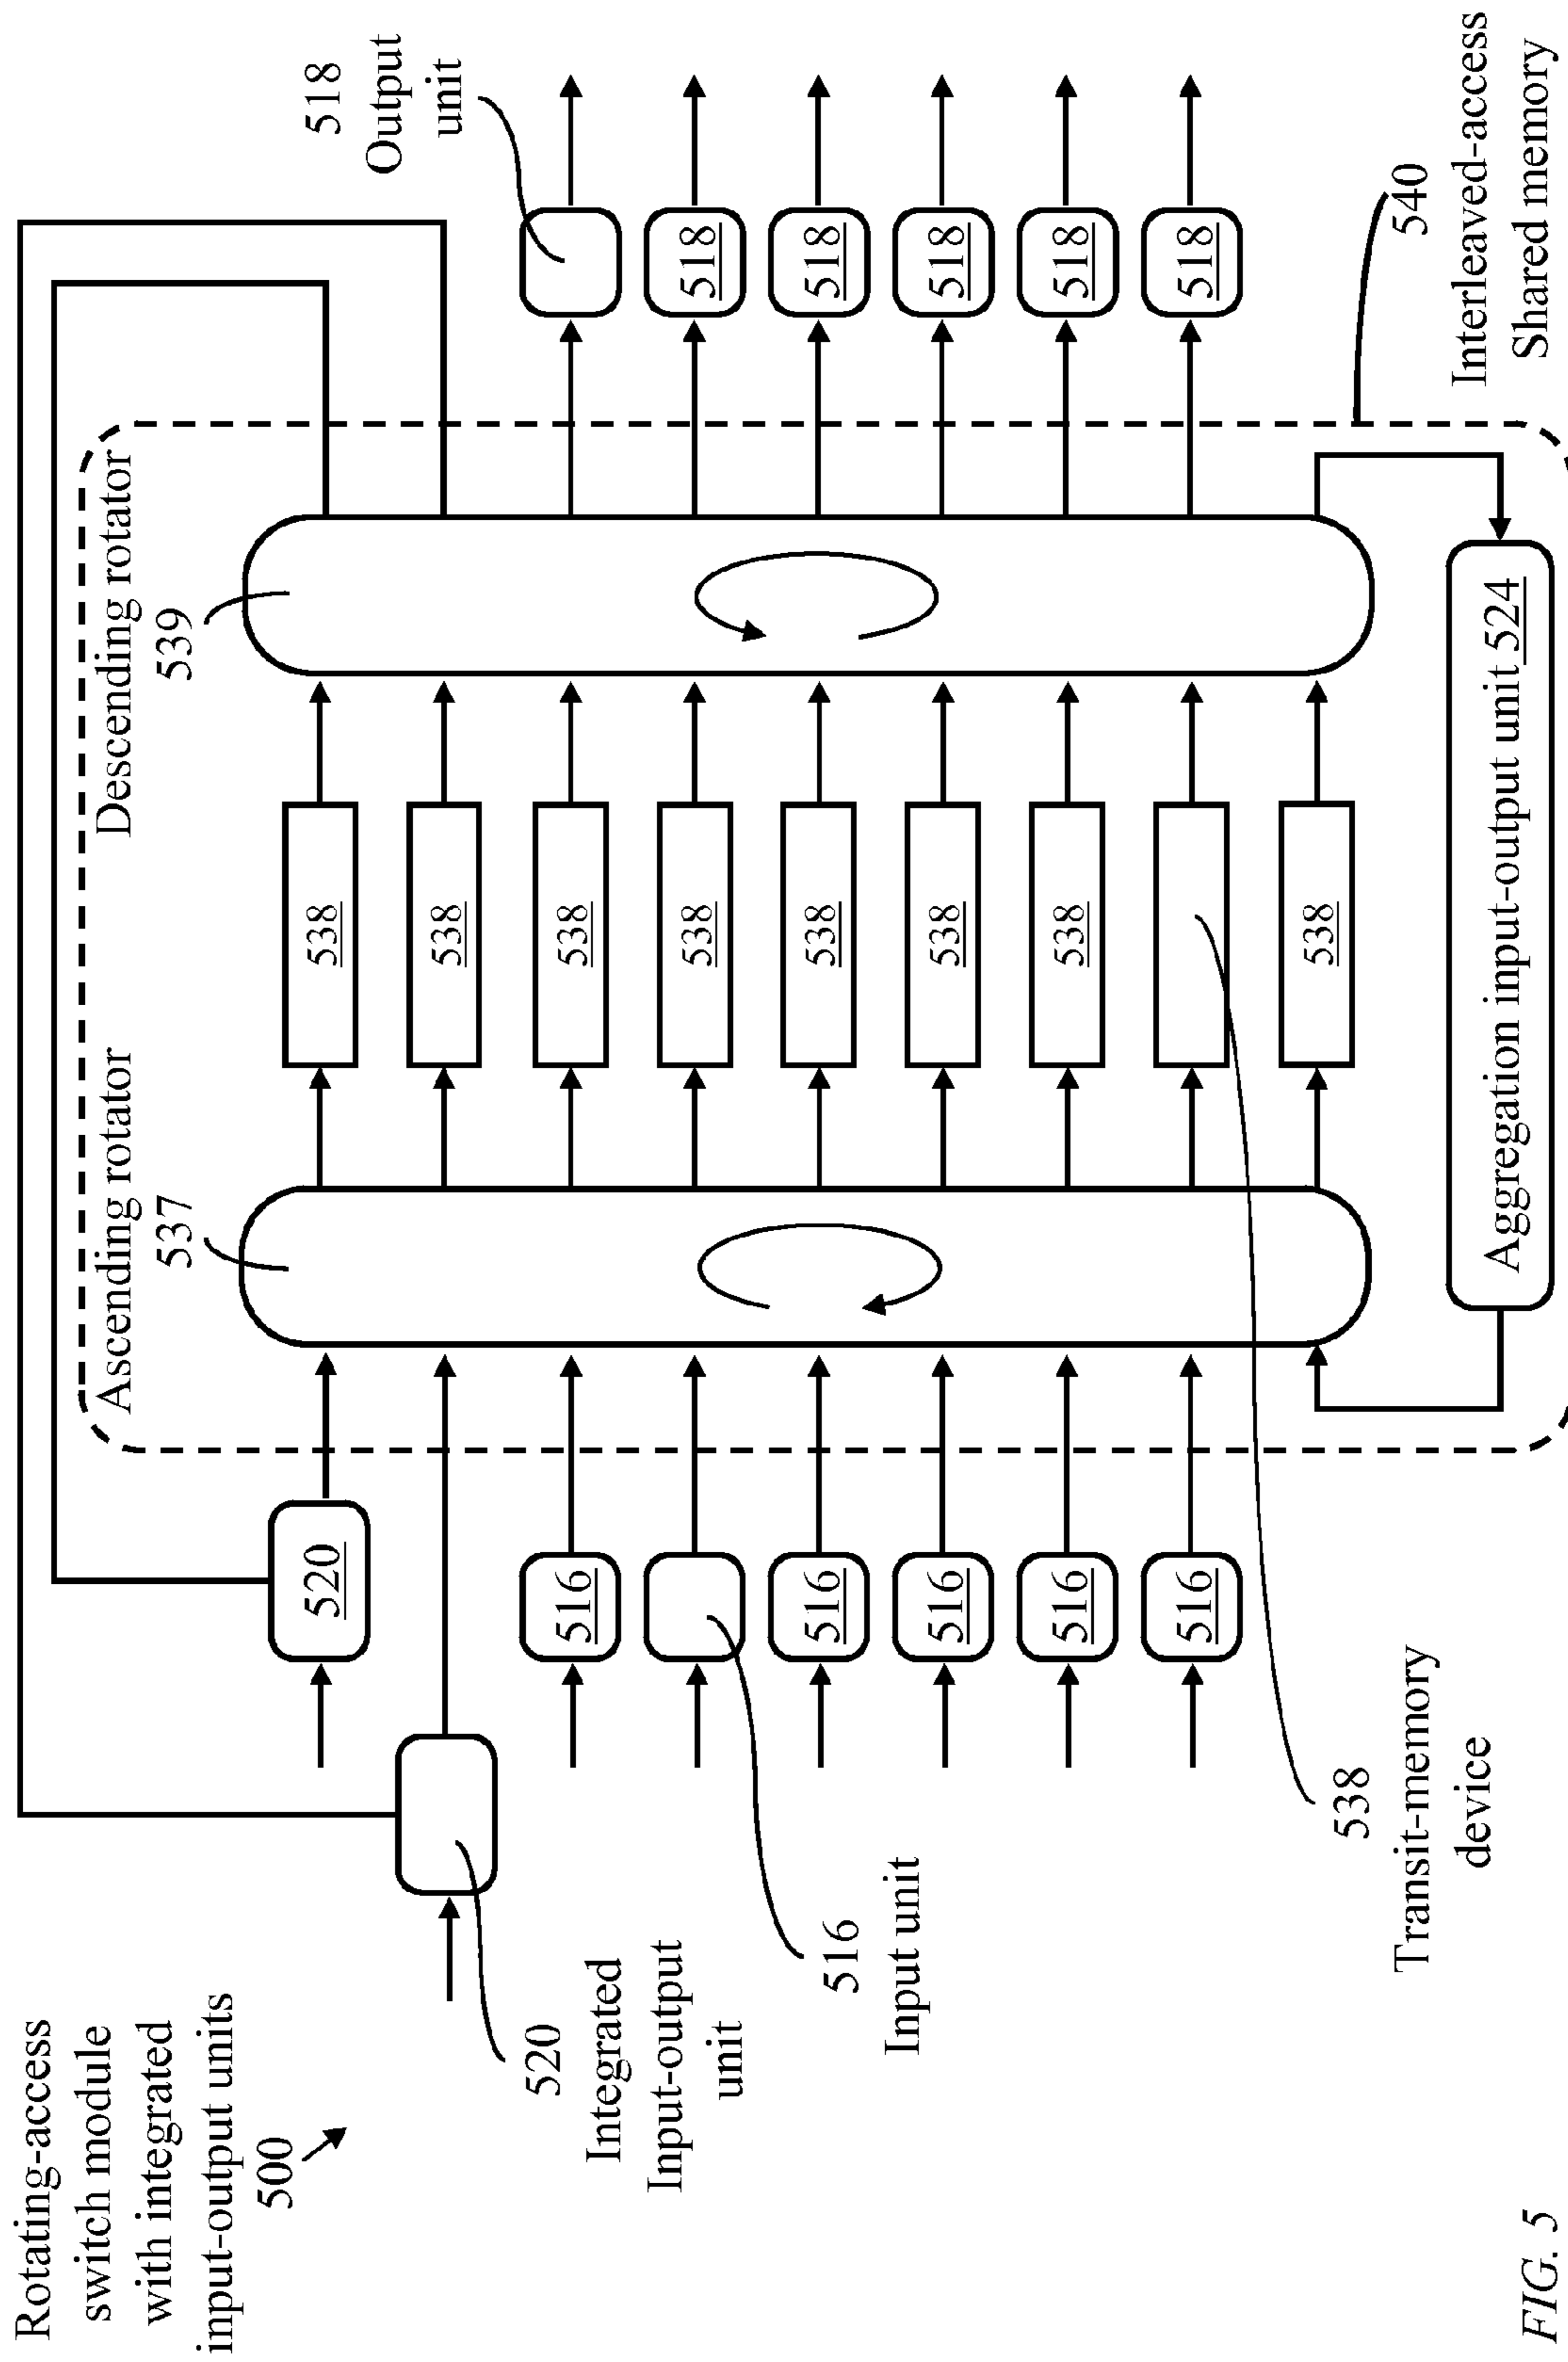 Rotating-access
switch module
with integrated
input-output units
500
520
Integrated
Input-output
unit
516
Input unit
538
Transit-memory
device
520
516
516
516
516
516
Ascending rotator
537
538
538
538
538
538
538
538
538
Descending rotator
539
Aggregation input-output unit 524
518
Output
unit
518
518
518
518
518
540
Interleaved-access
Shared memory
FIG. 5